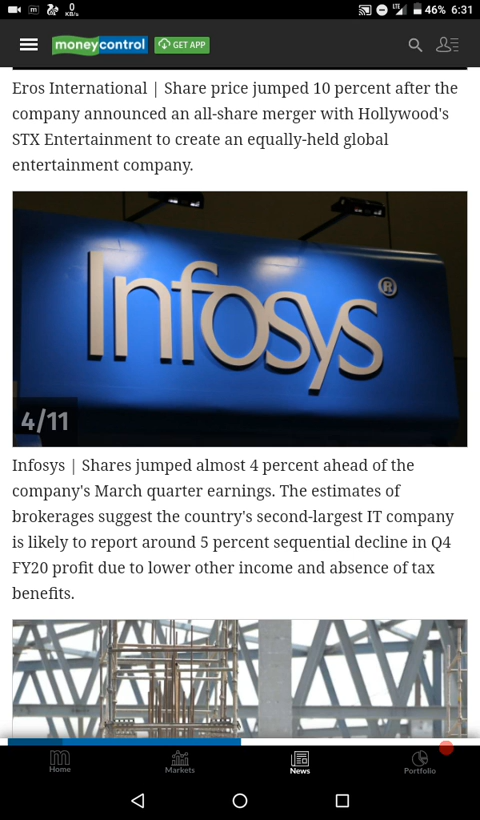 0
KB/s
LTE
46% 6:31
moneycontrol
GET APP
Eros International | Share price jumped 10 percent after the
company announced an all-share merger with Hollywood's
STX Entertainment to create an equally-held global
entertainment company.
Infosys®
4/11
Infosys | Shares jumped almost 4 percent ahead of the
company's March quarter earnings. The estimates of
brokerages suggest the country's second-largest IT company
is likely to report around 5 percent sequential decline in Q4
FY20 profit due to lower other income and absence of tax
benefits.
Home
Markets
News
Portfolio